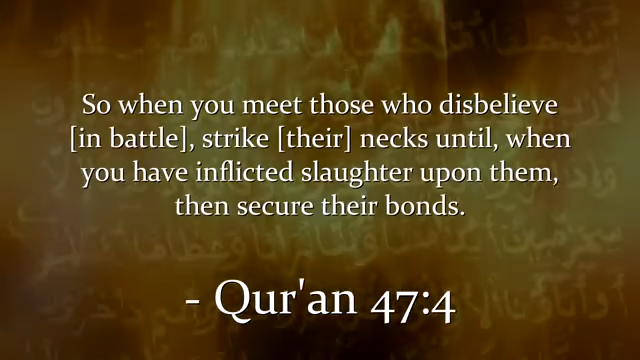 So when you meet those who disbelieve
[in battle], strike [their] necks until, when
you have inflicted slaughter upon them,
then secure their bonds.
- Qur'an 47:4